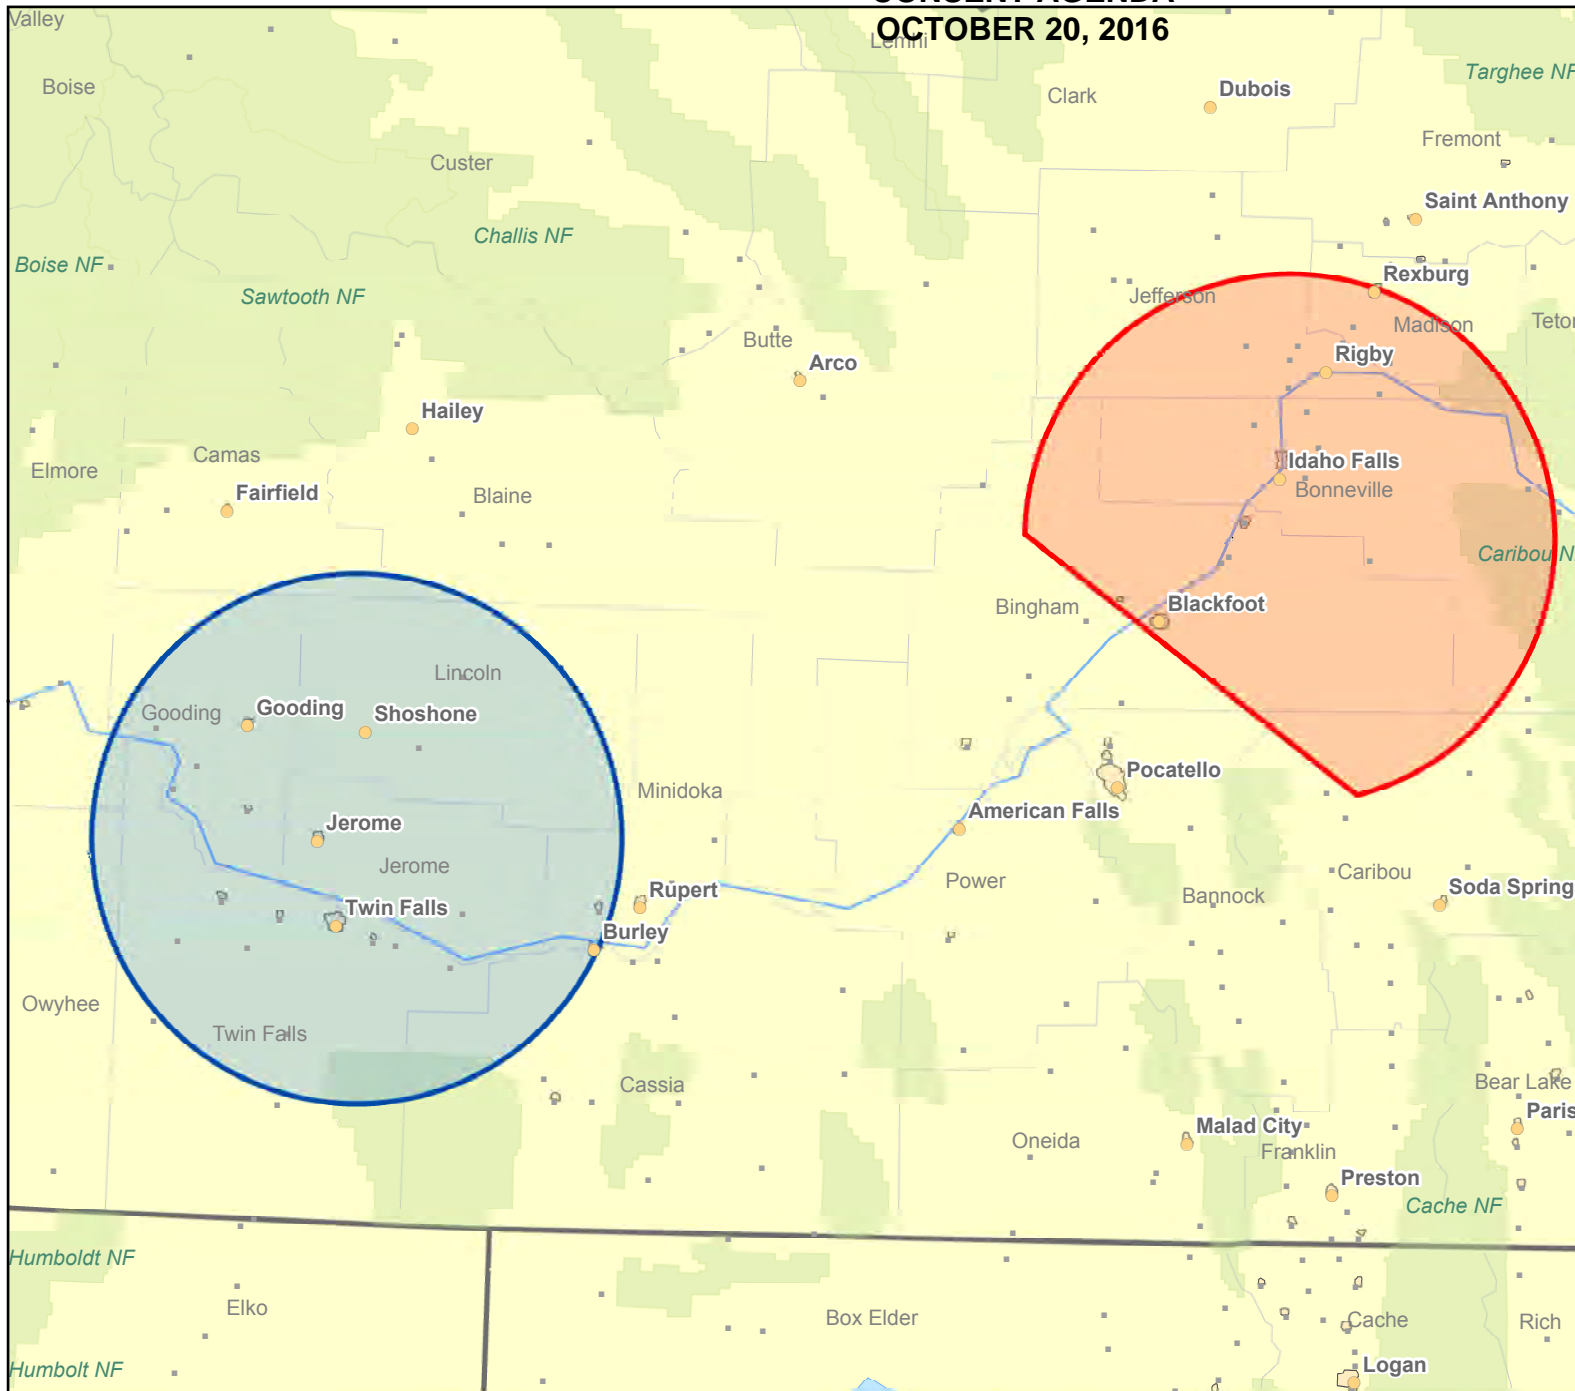 CONSENT AGENDA
OCTOBER 20, 2016
Valley
Lemhi
Targhee NF
Boise
Clark
Dubois
Fremont
Custer
Saint Anthony
Challis NF
Boise NF
Rexburg
Sawtooth NF
Jefferson
Madison
Teton
Butte
Arco
Rigby
Hailey
Camas
Elmore
Idaho Falls
Fairfield
Blaine
Bonneville
Caribou N
Bingham
Blackfoot
Lincoln
Gooding
Gooding
Shoshone
Pocatello
Minidoka
American Falls
Jerome
Jerome
Caribou
Power
Rupert
Bannock
Soda Spring
Twin Falls
Burley
Owyhee
Twin Falls
Cassia
Bear Lake
Paris
Malad City
Oneida
Franklin
Preston
Cache NF
Humboldt NF
Elko
Box Elder
Cache
Rich
Humbolt NF
Logan